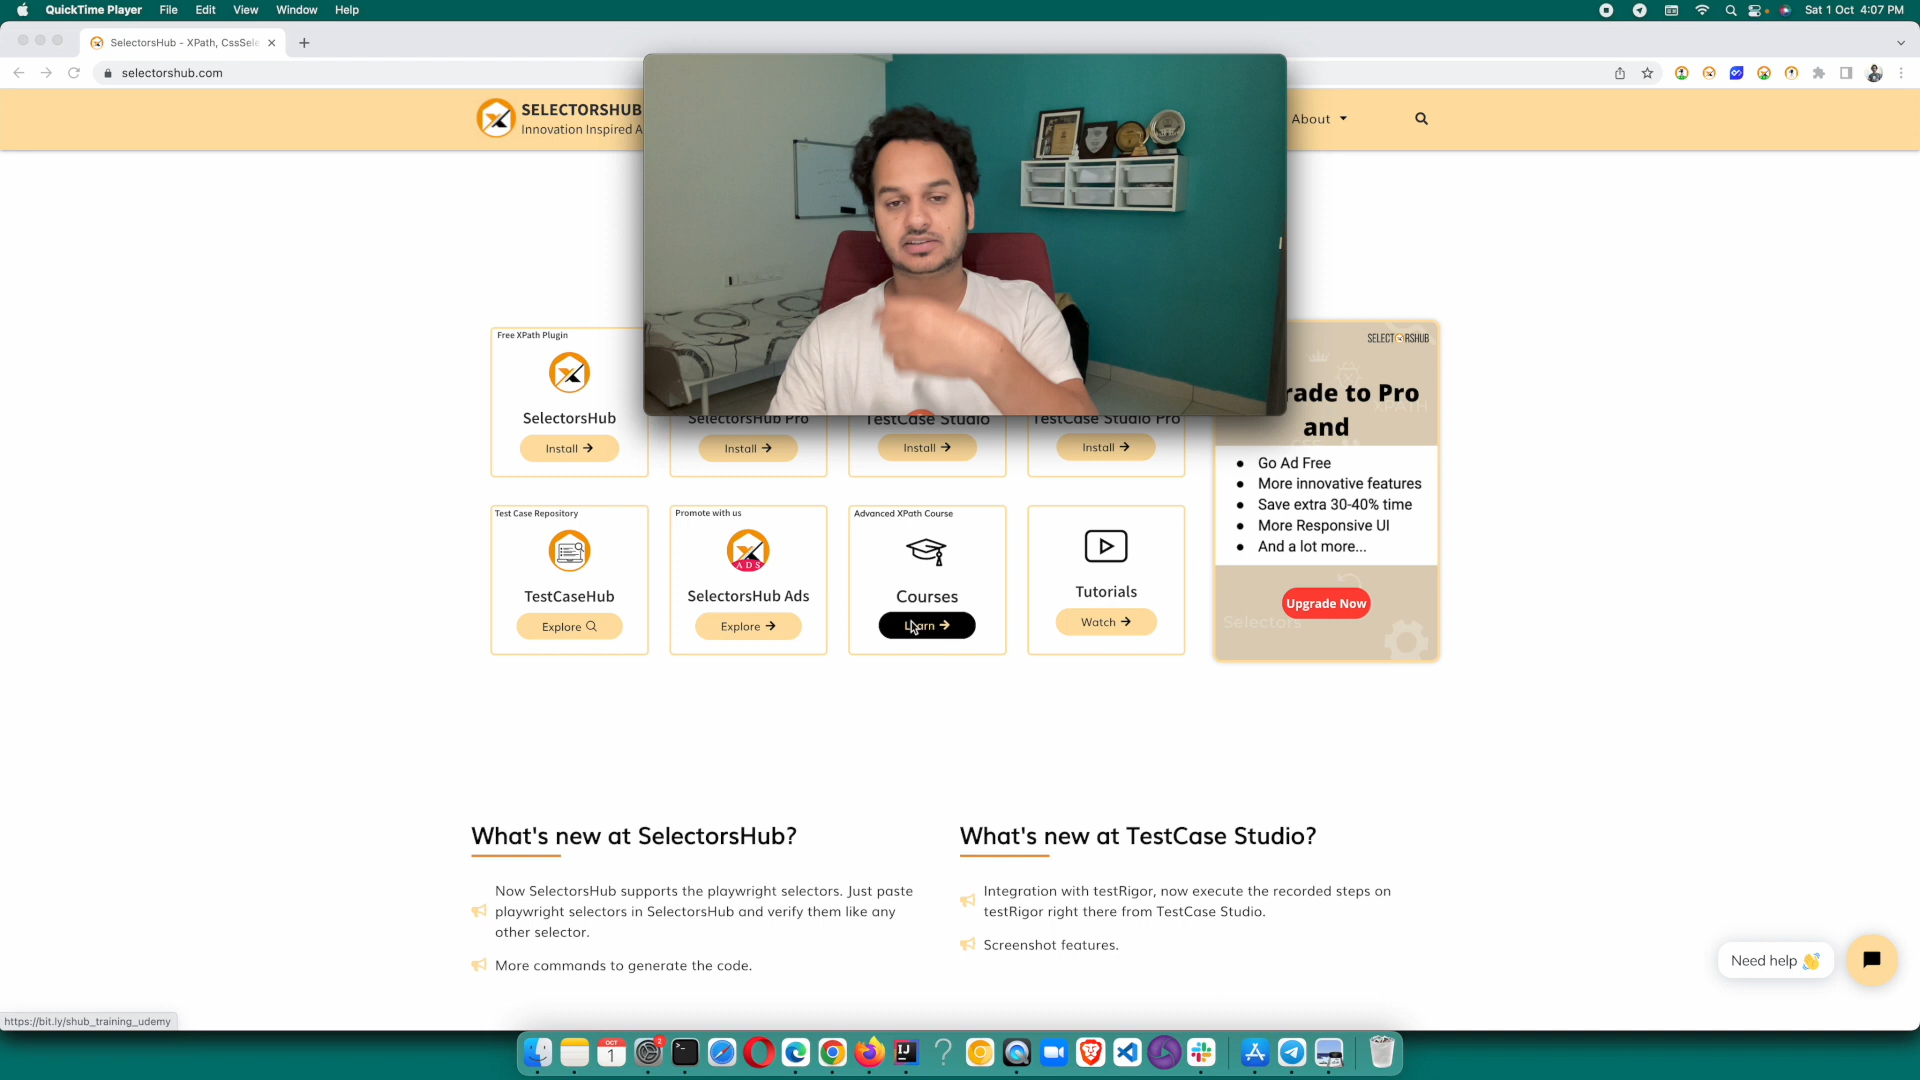 QuickTime Player File Edit View Window Help
Sat 1 Oct 4:07 PM
SelectorsHub - XPath, CssSele
selectorshub.com
SELECTORSHUB
Innovation Inspired A
About
Free XPath Plugin
SelectorsHub
Install
SelectorsHub Pro
Install
TestCase Studio
Install
TestCase Studio Pro
Install
Test Case Repository
TestCaseHub
Explore
Promote with us
ADS
SelectorsHub Ads
Explore
Advanced XPath Course
Courses
Learn
Tutorials
Watch
SELECTORSHUB
rade to Pro
and
XPATH
Go Ad Free
More innovative features
Save extra 30-40% time
More Responsive UI
And a lot more...
Upgrade Now
Selectors
What's new at SelectorsHub?
Now SelectorsHub supports the playwright selectors. Just paste
playwright selectors in SelectorsHub and verify them like any
other selector.
More commands to generate the code.
What's new at TestCase Studio?
Integration with testRigor, now execute the recorded steps on
testRigor right there from TestCase Studio.
Screenshot features.
Need help 👋
https://bit.ly/shub_training_udemy
OCT
1
2